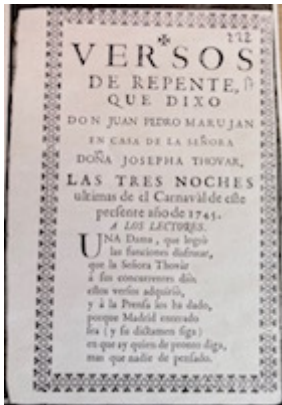 222
VERSOS
DE REPENTE,
QUE DIXO
DON JUAN PEDRO MARUJAN
EN CASA DE LA SEÑORA
DOÑA JOSEPHA THOVAR,
LAS TRES NOCHES
ultimas de el Carnavàl de este
presente año de 1745.
A LOS LECTORES.
UNA Dama, que logrò
las funciones disfrutar,
que la Señora Thovàr
à sus concurrentes diò,
estos versos adquiriò,
y à la Prensa los ha dado,
porque Madrid enterado
sea (y su dictamen siga)
en que ay quien de pronto diga,
mas que nadie de pensado.